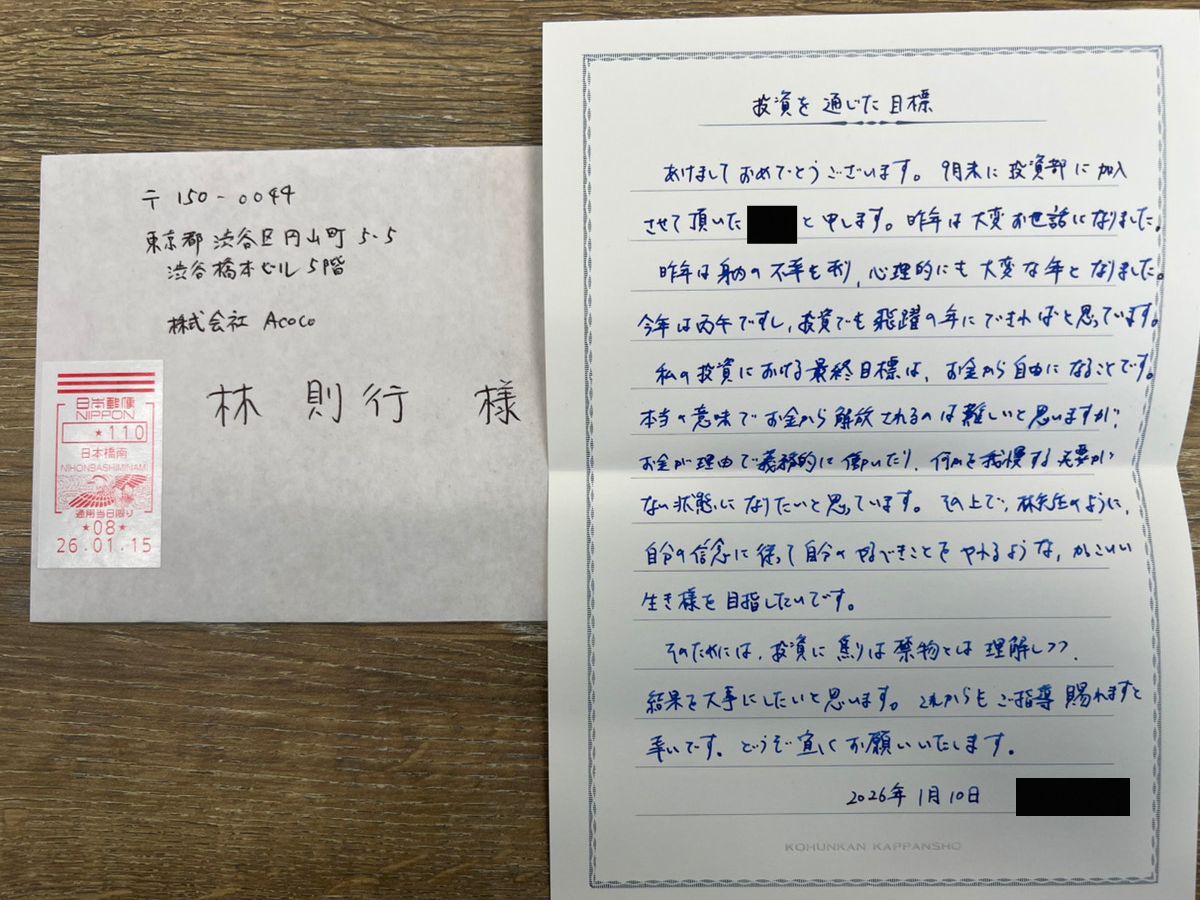 〒150-0044
東京都渋谷区円山町5-5
渋谷橋本ビル5階
株式会社 Acoco
林 則行 様
日本郵便
NIPPON
★110
日本橋南
NIHONBASHIMINAMI
通用当日限り
★08★
26.01.15
投資を通じた目標
あけましておめでとうございます。9月末に投資部に加入
させて頂いた と申します。昨年は大変お世話になりました。
昨年は身内の不幸も有り、心理的にも大変な年となりました。
今年は丙午ですし、投資でも飛躍の年にできればと思っています。
私の投資における最終目標は、お金から自由になることです。
本当の意味でお金から解放されるのは難しいと思いますが、
お金が理由で義務的に働いたり、何かを我慢する必要が
ない状態になりたいと思っています。その上で、林先生のように、
自分の信念に従って自分のやるべきことをやれるような、かっこいい
生き様を目指したいです。
そのためには、投資に焦りは禁物とは理解しつつ、
結果を大事にしたいと思います。これからもご指導賜れますと
幸いです。どうぞ宜しくお願いいたします。
2026年1月10日
KOHUNKAN KAPPANSHO